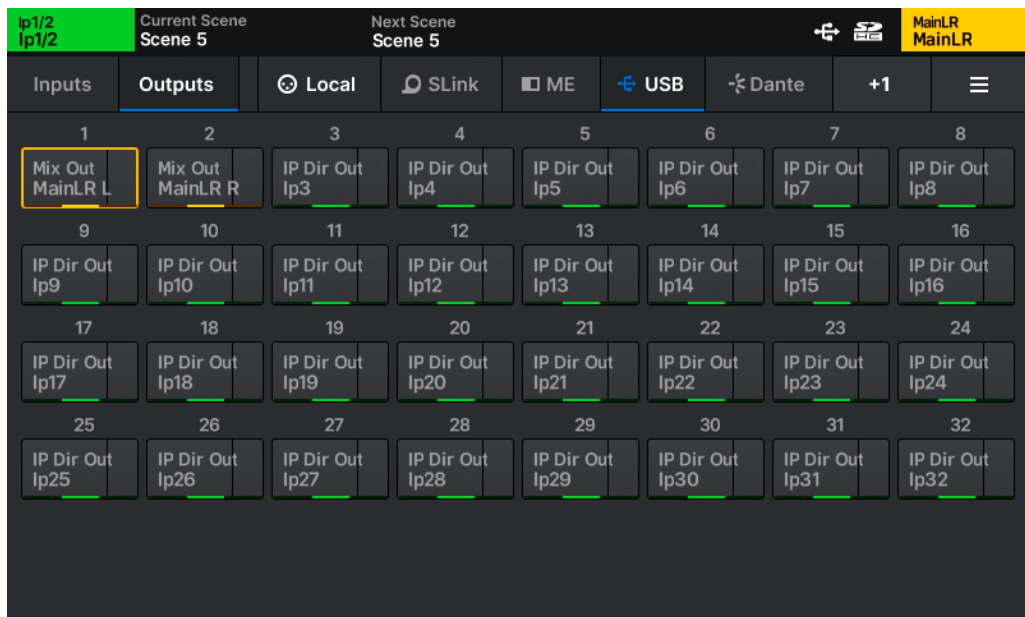 Ip1/2
Ip1/2
Current Scene
Scene 5
Next Scene
Scene 5
MainLR
MainLR
Inputs Outputs Local SLink ME USB Dante +1
1 2 3 4 5 6 7 8
Mix Out Mix Out IP Dir Out IP Dir Out IP Dir Out IP Dir Out IP Dir Out IP Dir Out
MainLR L MainLR R Ip3 Ip4 Ip5 Ip6 Ip7 Ip8
9 10 11 12 13 14 15 16
IP Dir Out IP Dir Out IP Dir Out IP Dir Out IP Dir Out IP Dir Out IP Dir Out IP Dir Out
Ip9 Ip10 Ip11 Ip12 Ip13 Ip14 Ip15 Ip16
17 18 19 20 21 22 23 24
IP Dir Out IP Dir Out IP Dir Out IP Dir Out IP Dir Out IP Dir Out IP Dir Out IP Dir Out
Ip17 Ip18 Ip19 Ip20 Ip21 Ip22 Ip23 Ip24
25 26 27 28 29 30 31 32
IP Dir Out IP Dir Out IP Dir Out IP Dir Out IP Dir Out IP Dir Out IP Dir Out IP Dir Out
Ip25 Ip26 Ip27 Ip28 Ip29 Ip30 Ip31 Ip32